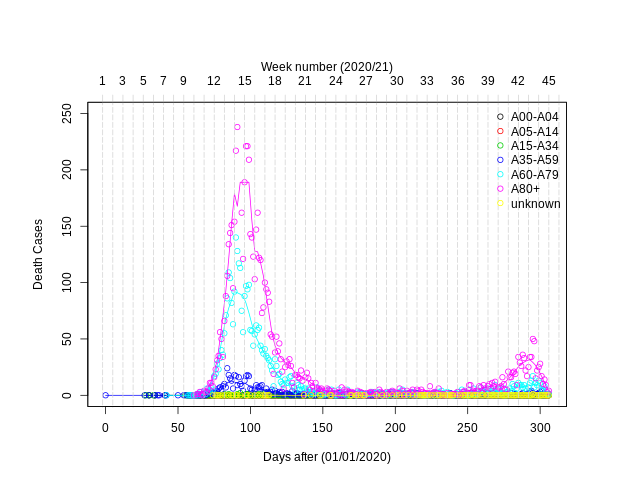 Week number (2020/21)
1 3 5 7 9 12 15 18 21 24 27 30 33 36 39 42 45
250
200
150
100
50
0
Death Cases
A00-A04
A05-A14
A15-A34
A35-A59
A60-A79
A80+
unknown
0 50 100 150 200 250 300
Days after (01/01/2020)